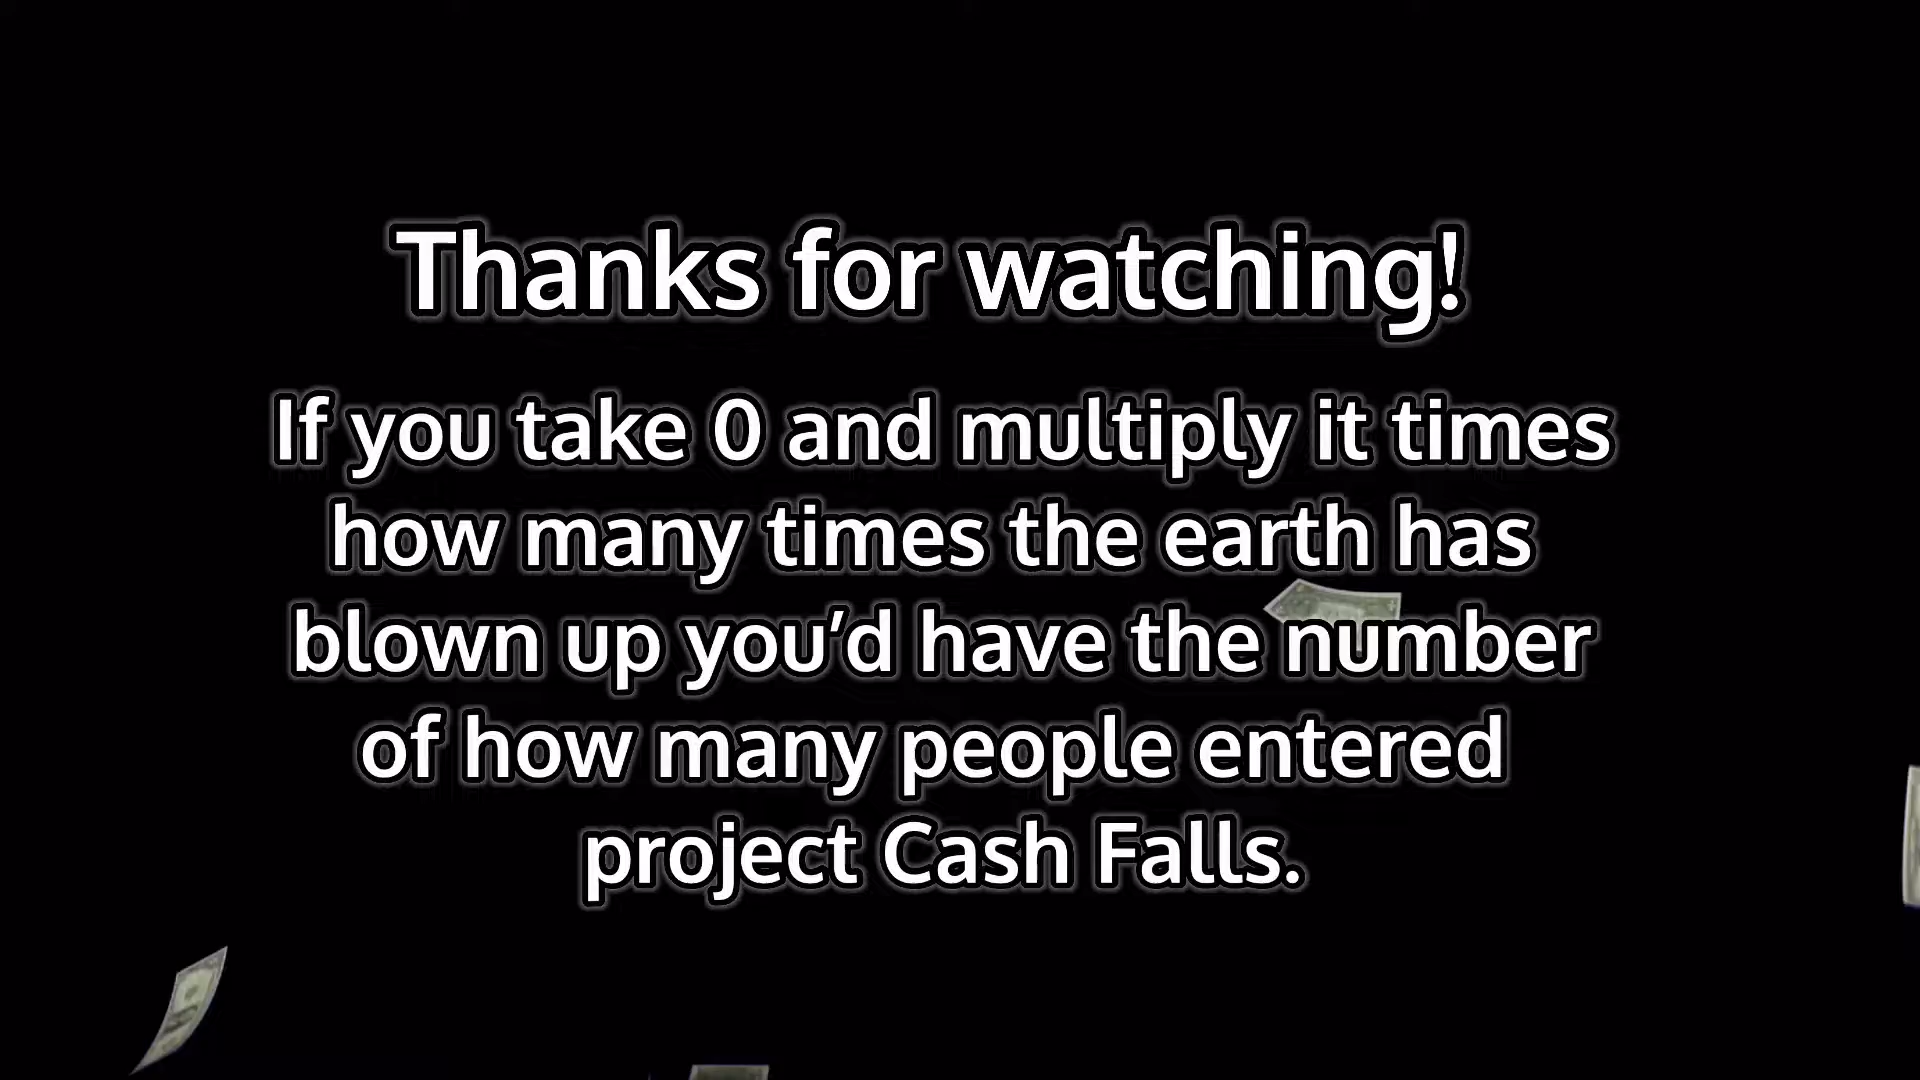 Thanks for watching!
If you take 0 and multiply it times
how many times the earth has
blown up you’d have the number
of how many people entered
project Cash Falls.